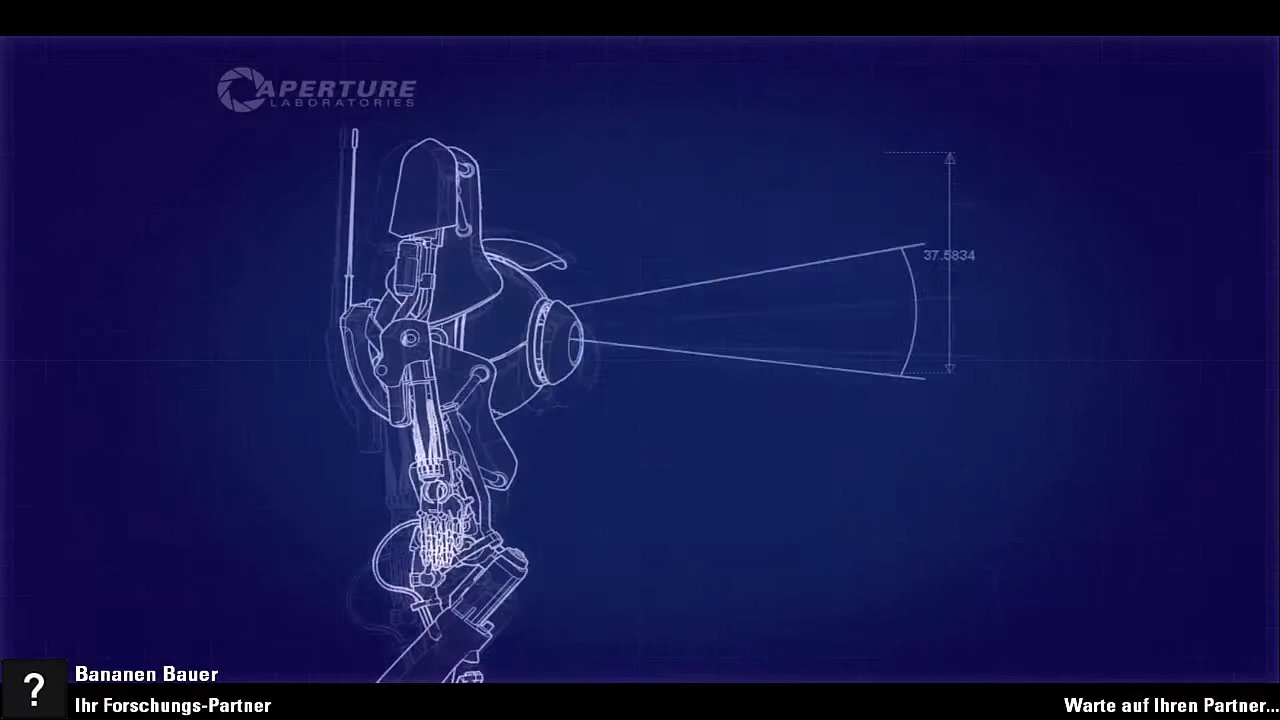 APERTURE
LABORATORIES
37.5834
?
Bananen Bauer
Ihr Forschungs-Partner
Warte auf Ihren Partner...